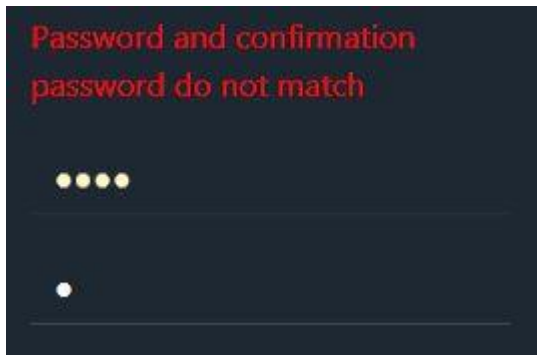 Password and confirmation
password do not match
••••
•